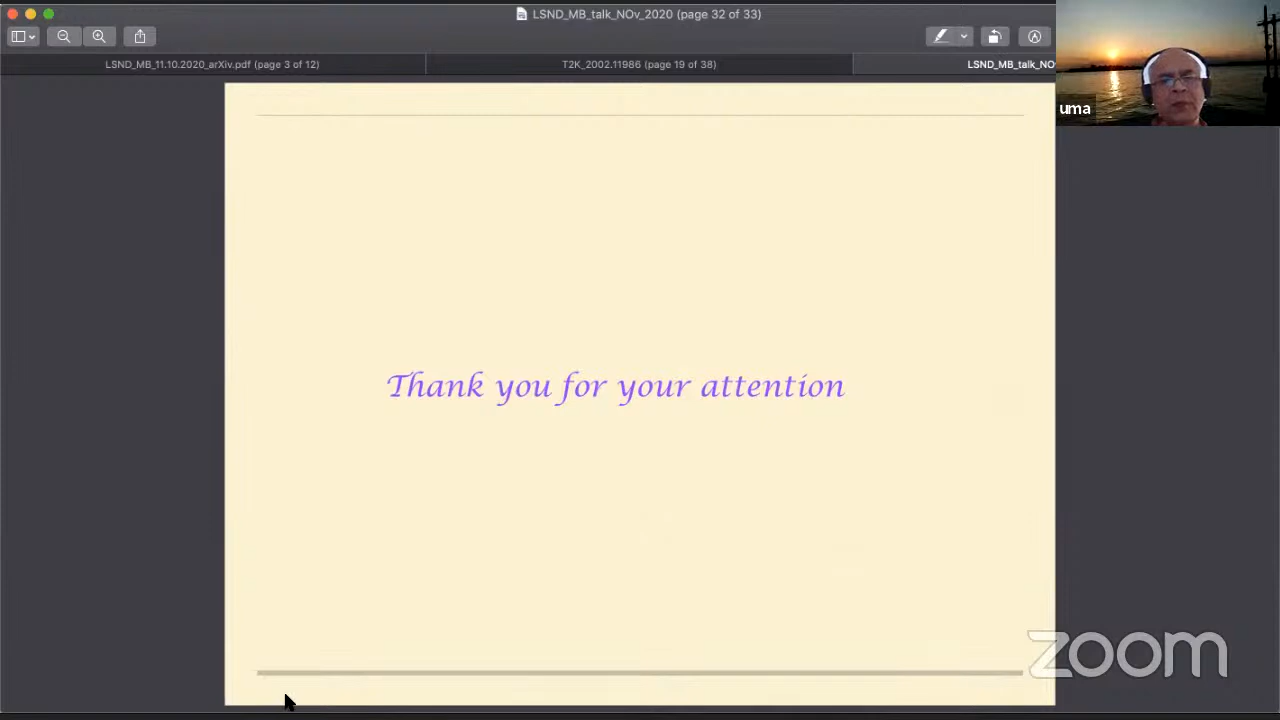 LSND_MB_talk_NOv_2020 (page 32 of 33)
LSND_MB_11.10.2020_arXiv.pdf (page 3 of 12)
T2K_2002.11986 (page 19 of 38)
LSND_MB_talk_NO
uma
Thank you for your attention
zoom